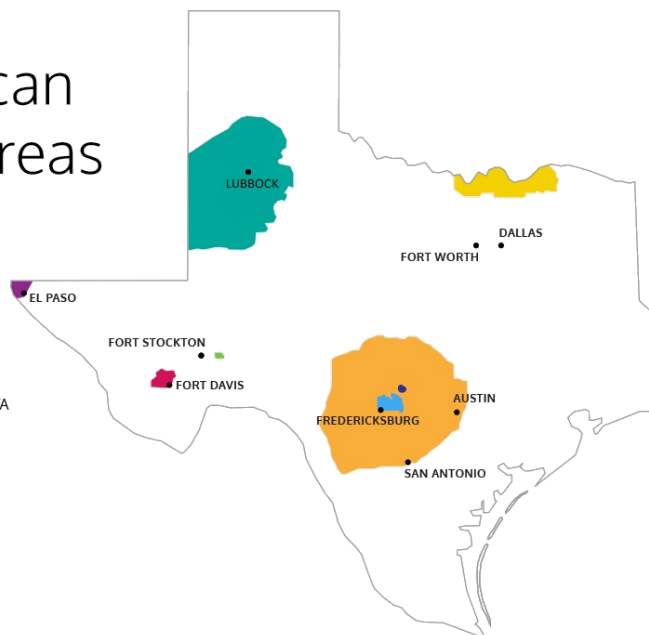 can
reas
LUBBOCK
DALLAS
FORT WORTH
EL PASO
FORT STOCKTON
FORT DAVIS
A
AUSTIN
FREDERICKSBURG
SAN ANTONIO